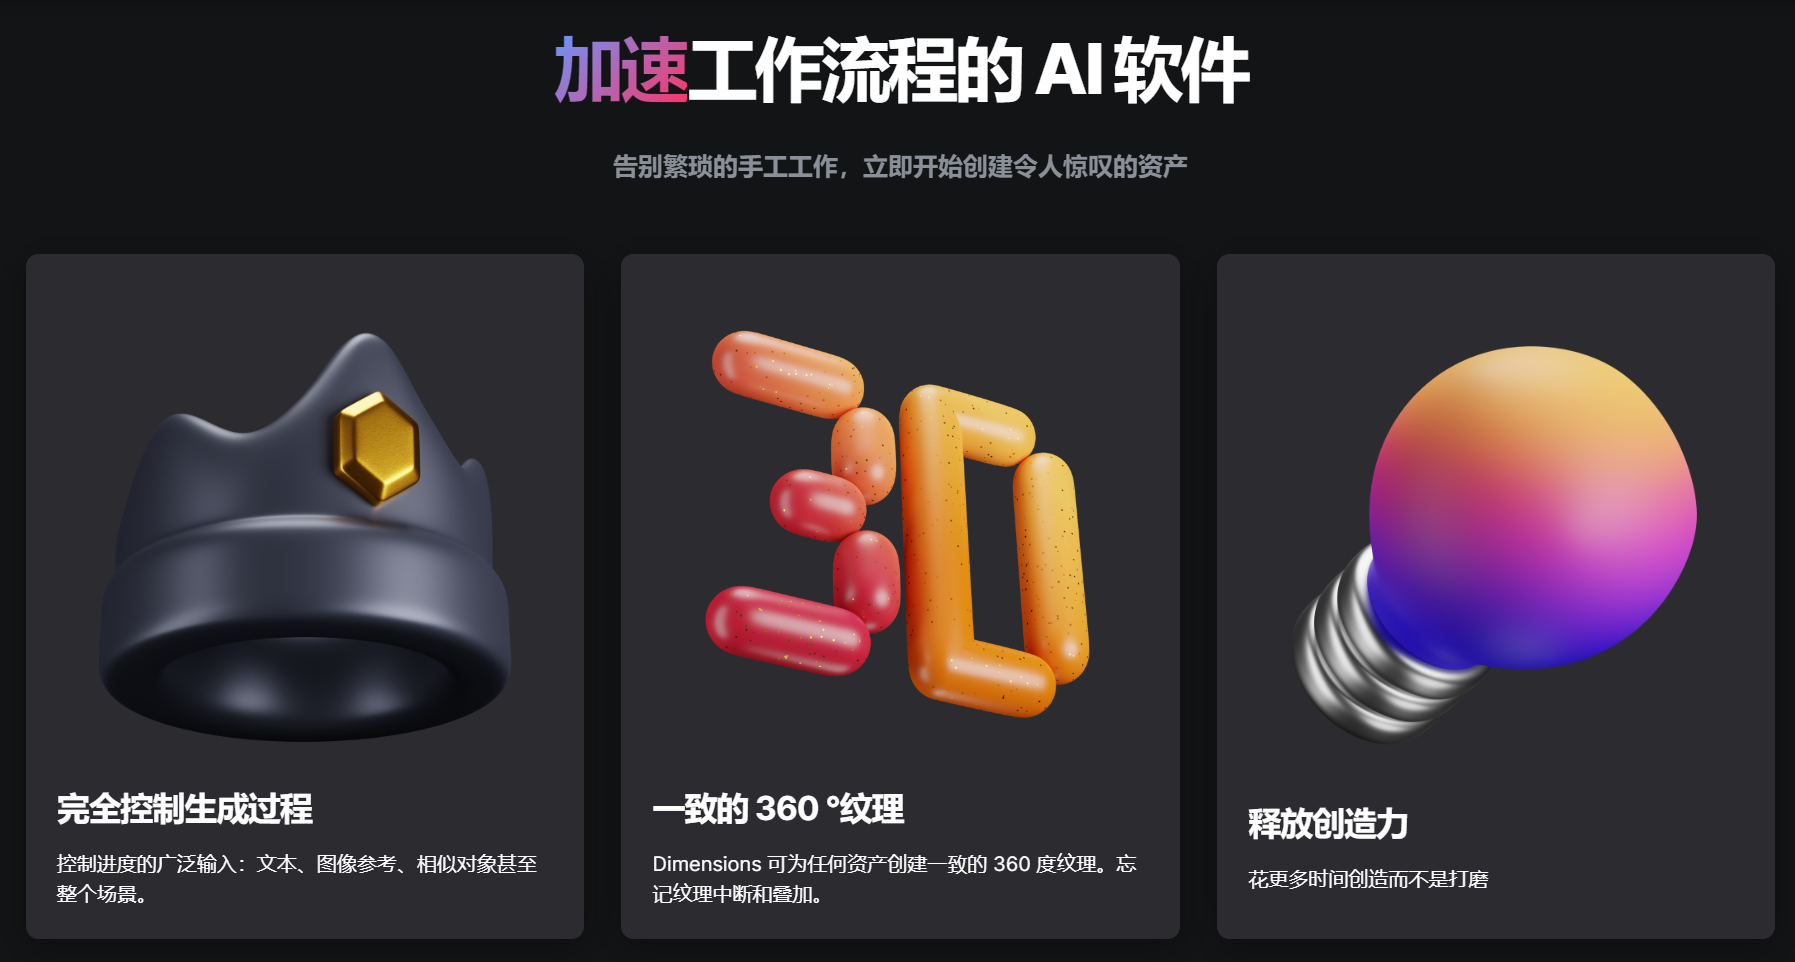 加速工作流程的 AI 软件
告别繁琐的手工工作，立即开始创建令人惊叹的资产
3D
完全控制生成过程
控制进度的广泛输入：文本、图像参考、相似对象甚至
整个场景。
一致的 360 °纹理
Dimensions 可为任何资产创建一致的 360 度纹理。忘
记纹理中断和叠加。
释放创造力
花更多时间创造而不是打磨